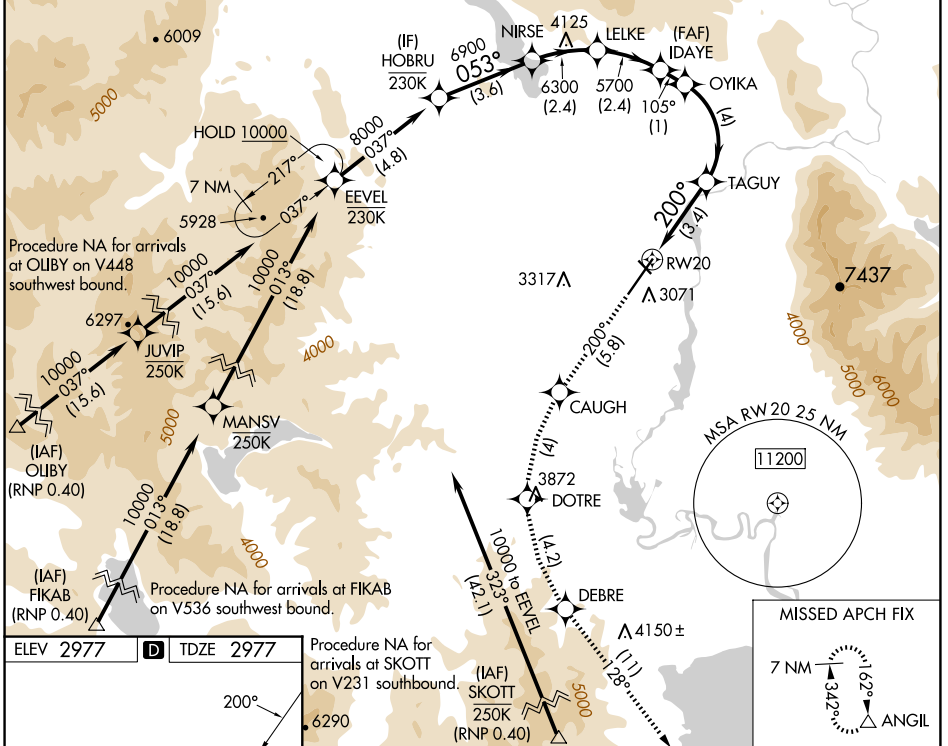 6009
5000
(IF)
HOBRU
230K
6900
053°
(3.6)
NIRSE
4125
6300
(2.4)
LELKE
5700
(2.4)
(FAF)
IDAYE
105°
(1)
OYIKA
(4)
TAGUY
200°
(3.4)
RW20
HOLD 10000
217°
7 NM
037°
5928
8000
037°
(4.8)
EEVEL
230K
Procedure NA for arrivals
at OLIBY on V448
southwest bound.
10000
037°
(15.6)
10000
013°
(18.8)
6297
JUVIP
250K
10000
037°
(15.6)
(IAF)
OLIBY
(RNP 0.40)
5000
4000
MANSV
250K
3317
3071
7437
4000
5000
6000
200°
(5.8)
CAUGH
(4)
3872
DOTRE
(4.2)
DEBRE
4150±
(11)
128°
MSA RW20 25 NM
11200
10000
013°
(18.8)
4000
(IAF)
FIKAB
(RNP 0.40)
Procedure NA for arrivals at FIKAB
on V536 southwest bound.
10000 to EEVEL
323°
(42.1)
Procedure NA for
arrivals at SKOTT
on V231 southbound.
(IAF)
SKOTT
250K
(RNP 0.40)
5000
6290
ELEV 2977
D
TDZE 2977
200°
MISSED APCH FIX
7 NM
342°
162°
ANGIL